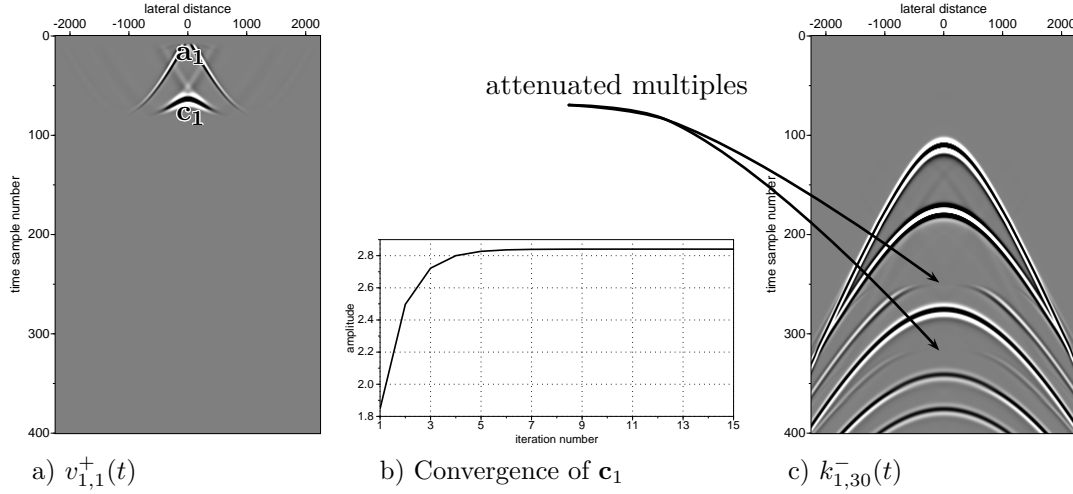 lateral distance
-2000 -1000 0 1000 2000
0
100
200
300
400
time sample number
a₁
c₁
a) v⁺₁,₁(t)
attenuated multiples
2.8
2.6
2.4
2.2
2.0
1.8
amplitude
1 3 5 7 9 11 13 15
iteration number
b) Convergence of c₁
lateral distance
-2000 -1000 0 1000 2000
0
100
200
300
400
time sample number
c) k⁻₁,₃₀(t)